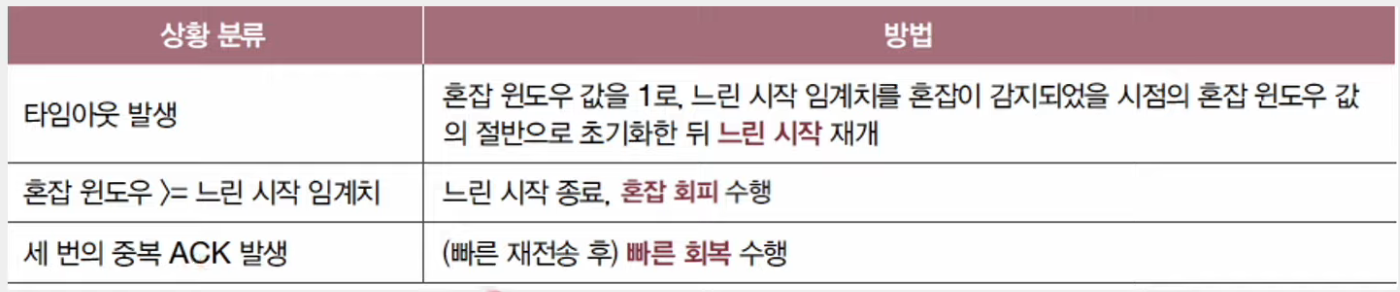 상황 분류
방법
타임아웃 발생
혼잡 윈도우 값을 1로, 느린 시작 임계치를 혼잡이 감지되었을 시점의 혼잡 윈도우 값
의 절반으로 초기화한 뒤 느린 시작 재개
혼잡 윈도우 >= 느린 시작 임계치
느린 시작 종료, 혼잡 회피 수행
세 번의 중복 ACK 발생
(빠른 재전송 후) 빠른 회복 수행